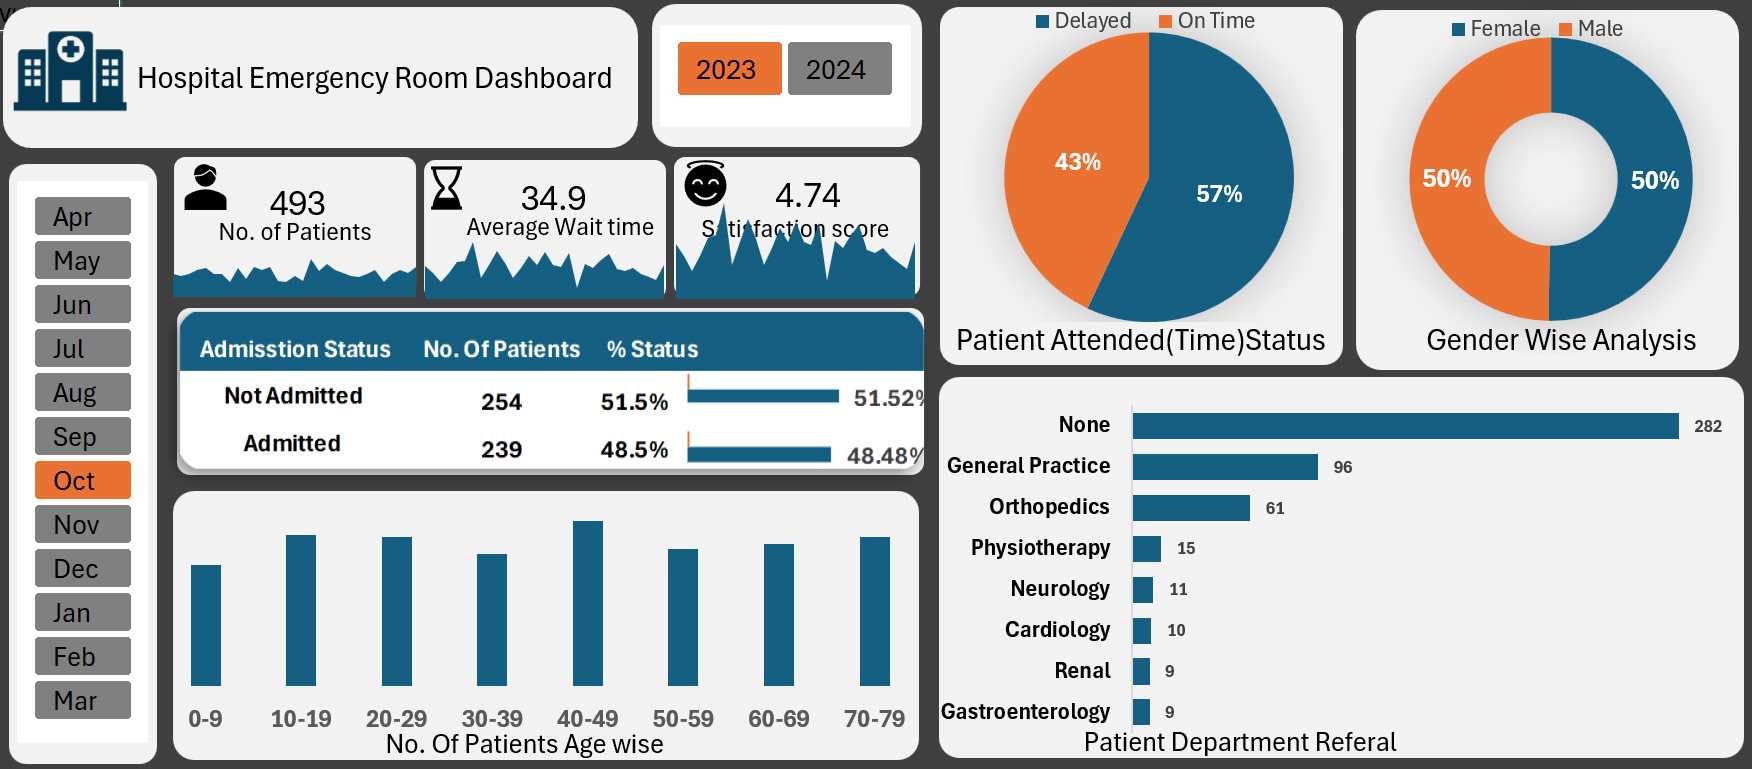 Hospital Emergency Room Dashboard
2023 2024
Apr
May
Jun
Jul
Aug
Sep
Oct
Nov
Dec
Jan
Feb
Mar
493
No. of Patients
34.9
Average Wait time
4.74
Satisfaction score
Admisstion Status No. Of Patients % Status
Not Admitted 254 51.5% 51.52%
Admitted 239 48.5% 48.48%
0-9 10-19 20-29 30-39 40-49 50-59 60-69 70-79
No. Of Patients Age wise
Delayed On Time
43%
57%
Patient Attended(Time)Status
Female Male
50% 50%
Gender Wise Analysis
None 282
General Practice 96
Orthopedics 61
Physiotherapy 15
Neurology 11
Cardiology 10
Renal 9
Gastroenterology 9
Patient Department Referal